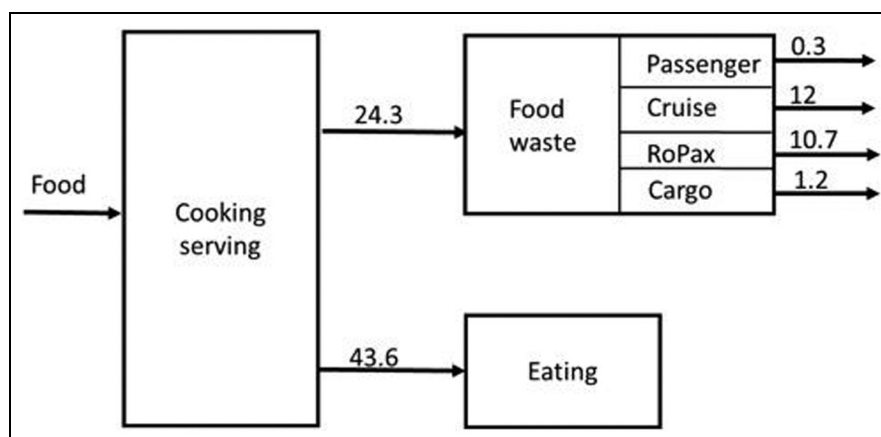 Food
Cooking
serving
24.3
43.6
Food
waste
Passenger
Cruise
RoPax
Cargo
0.3
12
10.7
1.2
Eating